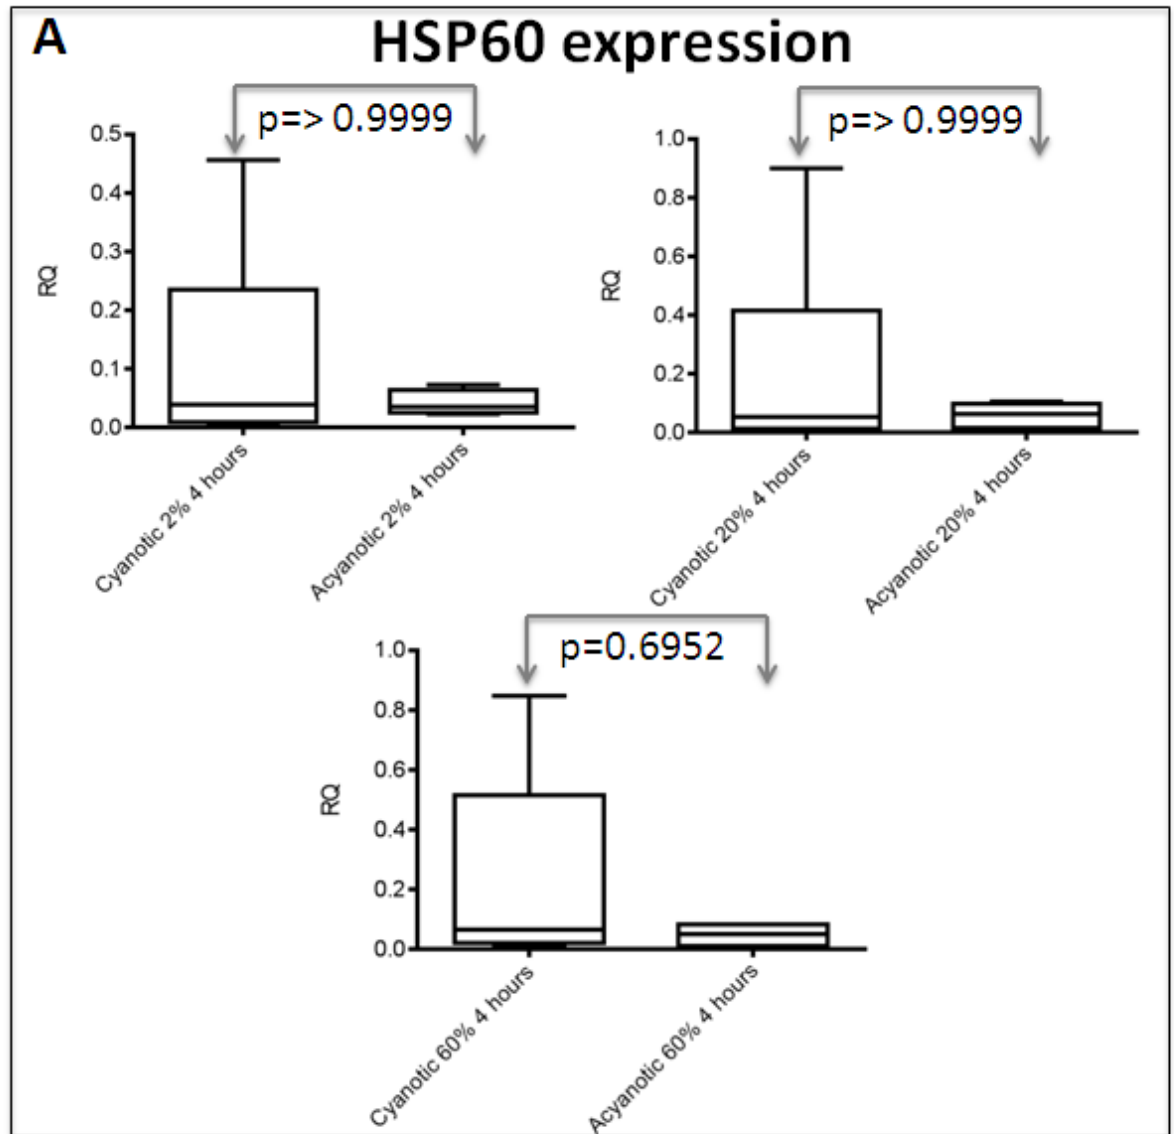 A
HSP60 expression
p=> 0.9999
0.5
0.4
0.3
0.2
0.1
0.0
RQ
Cyanotic 2% 4 hours
Acyanotic 2% 4 hours
p=> 0.9999
1.0
0.8
0.6
0.4
0.2
0.0
RQ
Cyanotic 20% 4 hours
Acyanotic 20% 4 hours
p=0.6952
1.0
0.8
0.6
0.4
0.2
0.0
RQ
Cyanotic 60% 4 hours
Acyanotic 60% 4 hours